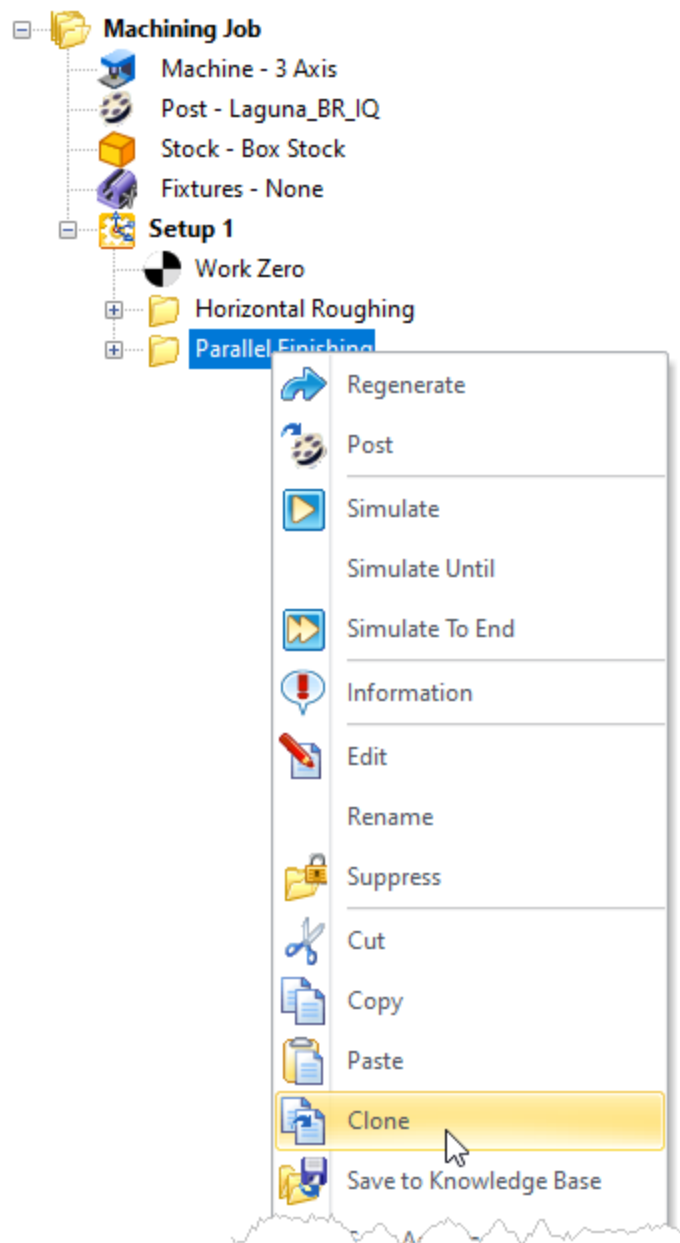 Machining Job
Machine - 3 Axis
Post - Laguna_BR_IQ
Stock - Box Stock
Fixtures - None
Setup 1
Work Zero
Horizontal Roughing
Parallel Finishing
Regenerate
Post
Simulate
Simulate Until
Simulate To End
Information
Edit
Rename
Suppress
Cut
Copy
Paste
Clone
Save to Knowledge Base